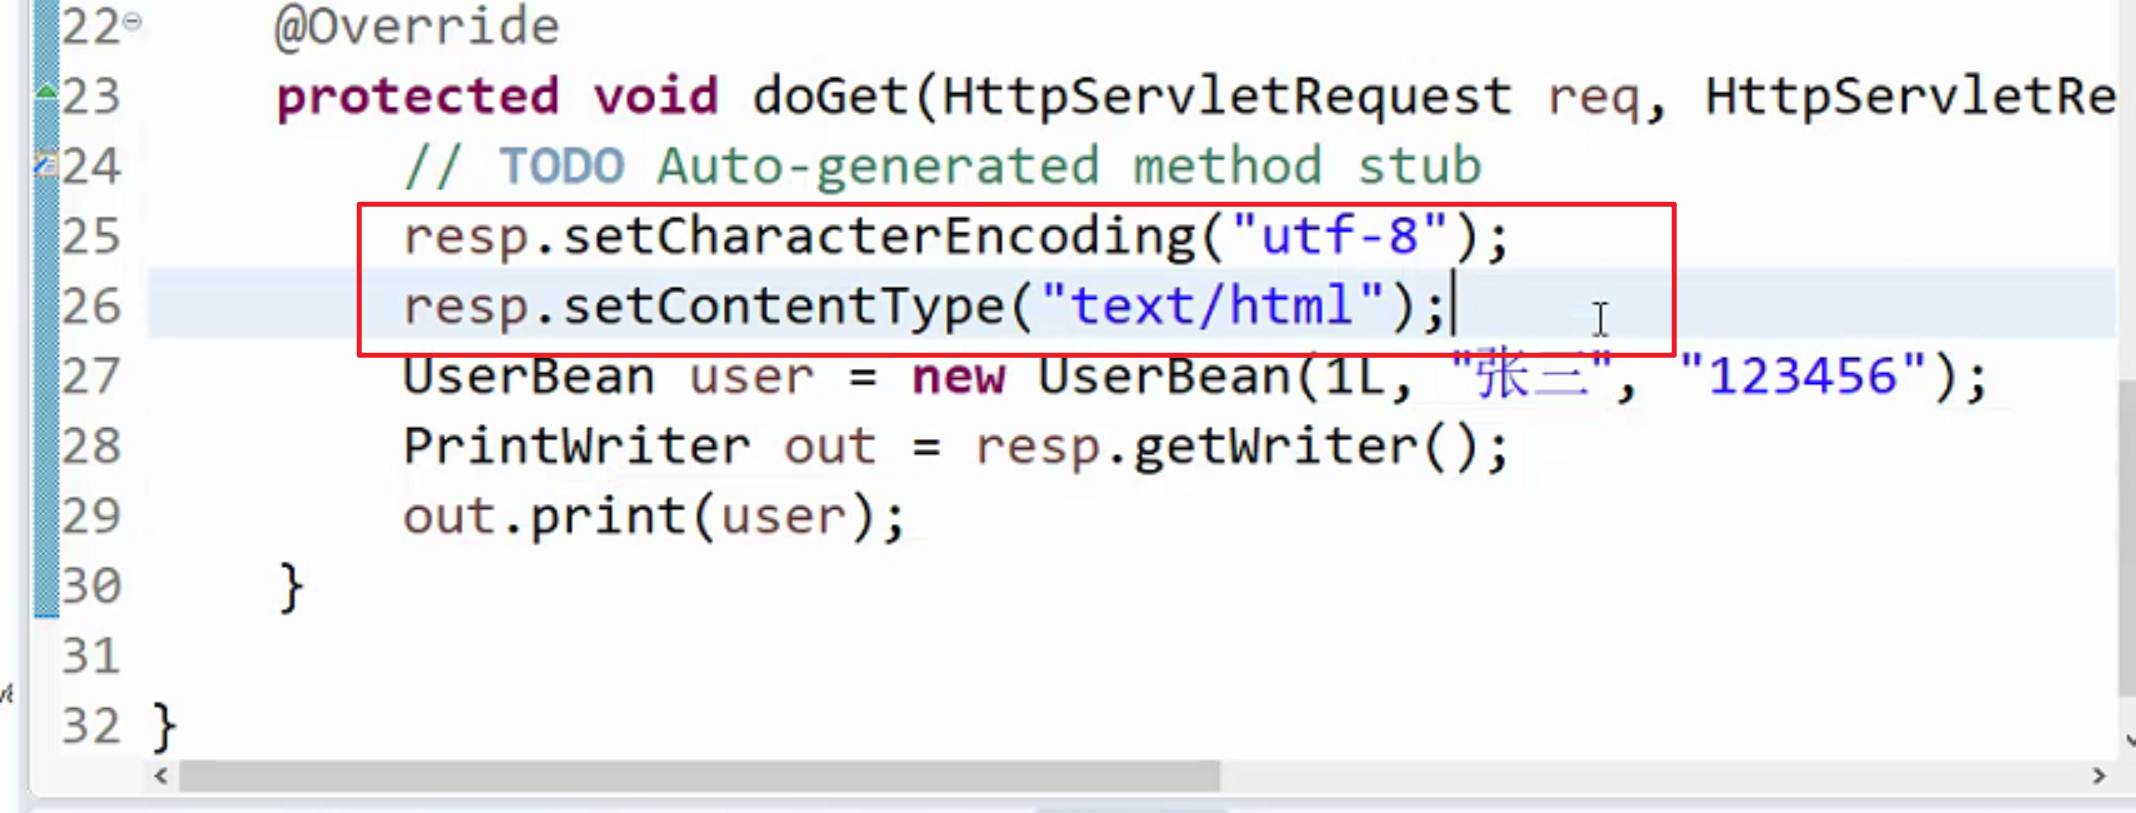 22 @Override
23 protected void doGet(HttpServletRequest req, HttpServletRe
24 // TODO Auto-generated method stub
25 resp.setCharacterEncoding("utf-8");
26 resp.setContentType("text/html");
27 UserBean user = new UserBean(1L, "张三", "123456");
28 PrintWriter out = resp.getWriter();
29 out.print(user);
30 }
31
32 }